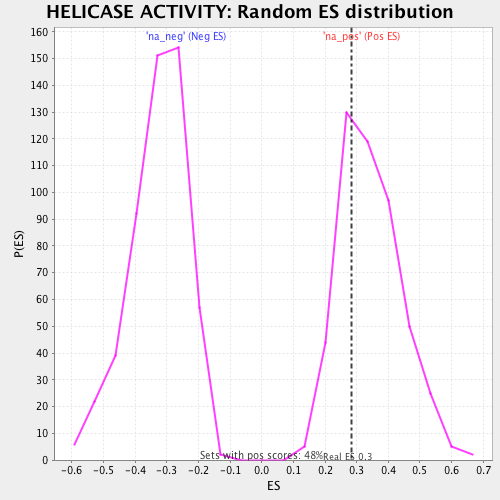 HELICASE ACTIVITY: Random ES distribution
'na_neg' (Neg ES)
'na_pos' (Pos ES)
160
150
140
130
120
110
100
90
80
70
60
50
40
30
20
10
0
P(ES)
Sets with pos scores: 48%
Real ES 0.3
-0.6 -0.5 -0.4 -0.3 -0.2 -0.1 0.0 0.1 0.2 0.3 0.4 0.5 0.6 0.7
ES